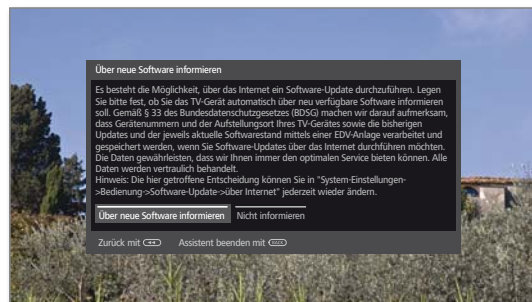 Über neue Software informieren
Es besteht die Möglichkeit, über das Internet ein Software-Update durchzuführen. Legen
Sie bitte fest, ob Sie das TV-Gerät automatisch über neu verfügbare Software informieren
soll. Gemäß § 33 des Bundesdatenschutzgesetzes (BDSG) machen wir darauf aufmerksam,
dass Gerätenummern und der Aufstellungsort Ihres TV-Gerätes sowie die bisherigen
Updates und der jeweils aktuelle Softwarestand mittels einer EDV-Anlage verarbeitet und
gespeichert werden, wenn Sie Software-Updates über das Internet durchführen möchten.
Die Daten gewährleisten, dass wir Ihnen immer den optimalen Service bieten können. Alle
Daten werden vertraulich behandelt.
Hinweis: Die hier getroffene Entscheidung können Sie in "System-Einstellungen-
>Bedienung->Software-Update->über Internet" jederzeit wieder ändern.
Über neue Software informieren Nicht informieren
Zurück mit Assistent beenden mit BACK